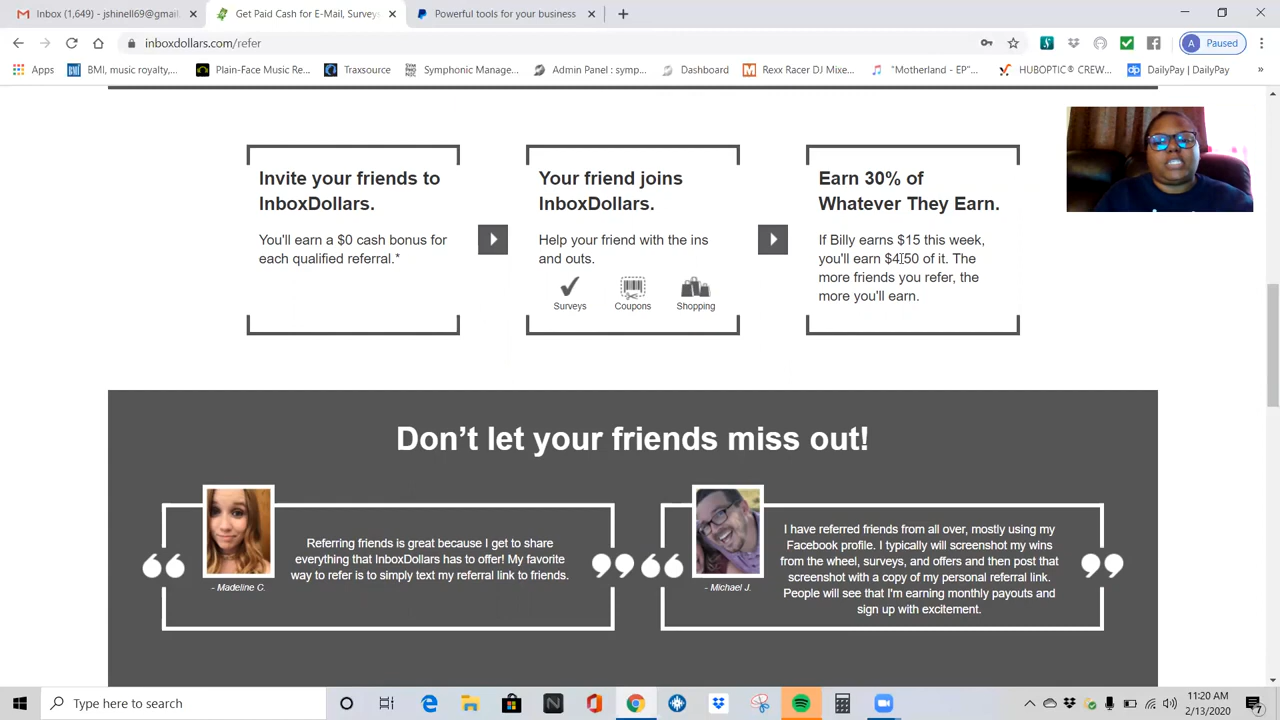 Inbox (1,649) - jshinell69@gmail
Get Paid Cash for E-Mail, Surveys
Powerful tools for your business
inboxdollars.com/refer
Paused
Apps
BMI, music royalty,...
Plain-Face Music Re...
Traxsource
Symphonic Manage...
Admin Panel : symp...
Dashboard
Rexx Racer DJ Mixe...
"Motherland - EP"...
HUBOPTIC® CREW...
DailyPay | DailyPay
Invite your friends to
InboxDollars.
You'll earn a $0 cash bonus for
each qualified referral.*
Your friend joins
InboxDollars.
Help your friend with the ins
and outs.
Surveys
Coupons
Shopping
Earn 30% of
Whatever They Earn.
If Billy earns $15 this week,
you'll earn $4.50 of it. The
more friends you refer, the
more you'll earn.
Don't let your friends miss out!
Referring friends is great because I get to share
everything that InboxDollars has to offer! My favorite
way to refer is to simply text my referral link to friends.
- Madeline C.
I have referred friends from all over, mostly using my
Facebook profile. I typically will screenshot my wins
from the wheel, surveys, and offers and then post that
screenshot with a copy of my personal referral link.
People will see that I'm earning monthly payouts and
sign up with excitement.
- Michael J.
Type here to search
11:20 AM
2/13/2020